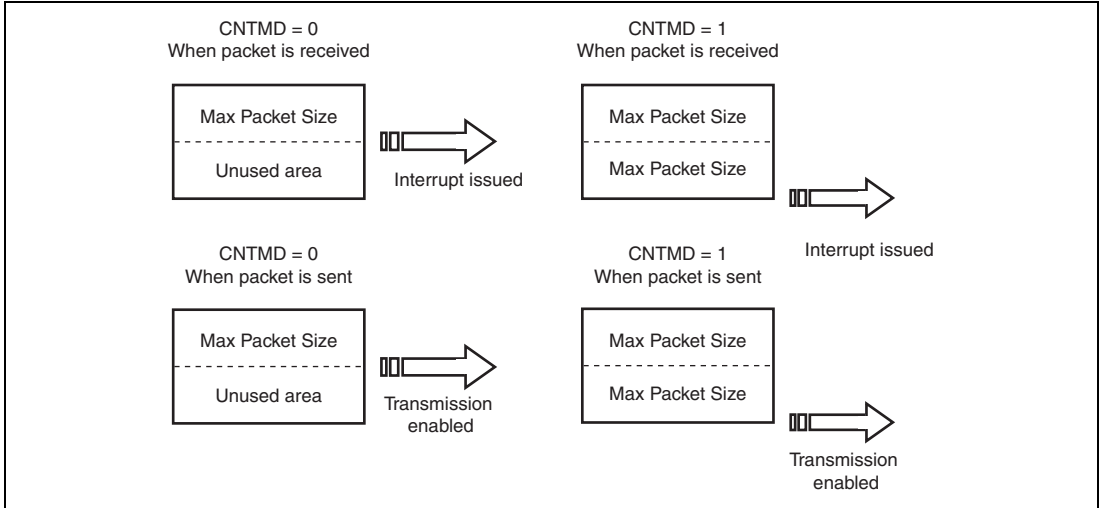 CNTMD = 0
When packet is received
Max Packet Size
Unused area
Interrupt issued
CNTMD = 1
When packet is received
Max Packet Size
Max Packet Size
Interrupt issued
CNTMD = 0
When packet is sent
Max Packet Size
Unused area
Transmission
enabled
CNTMD = 1
When packet is sent
Max Packet Size
Max Packet Size
Transmission
enabled